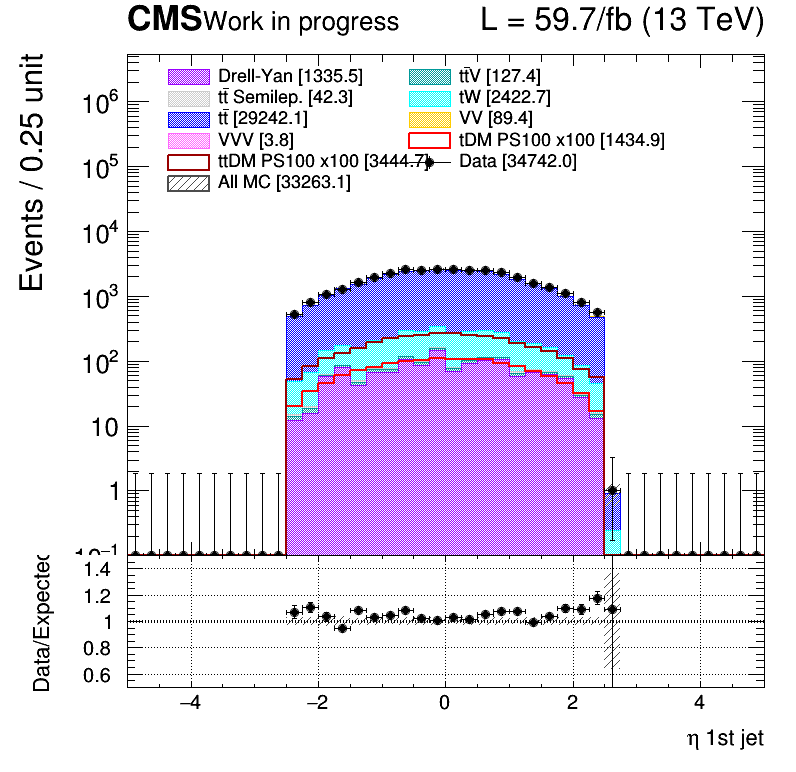 CMS Work in progress L = 59.7/fb (13 TeV)
Events / 0.25 unit
Drell-Yan [1335.5] tt̄V [127.4]
tt̄ Semilep. [42.3] tW [2422.7]
tt̄ [29242.1] VV [89.4]
VVV [3.8] tDM PS100 x100 [1434.9]
ttDM PS100 x100 [3444.7] Data [34742.0]
All MC [33263.1]
10⁶
10⁵
10⁴
10³
10²
10
1
10⁻¹
Data/Expected
1.4
1.2
1
0.8
0.6
−4 −2 0 2 4
η 1st jet